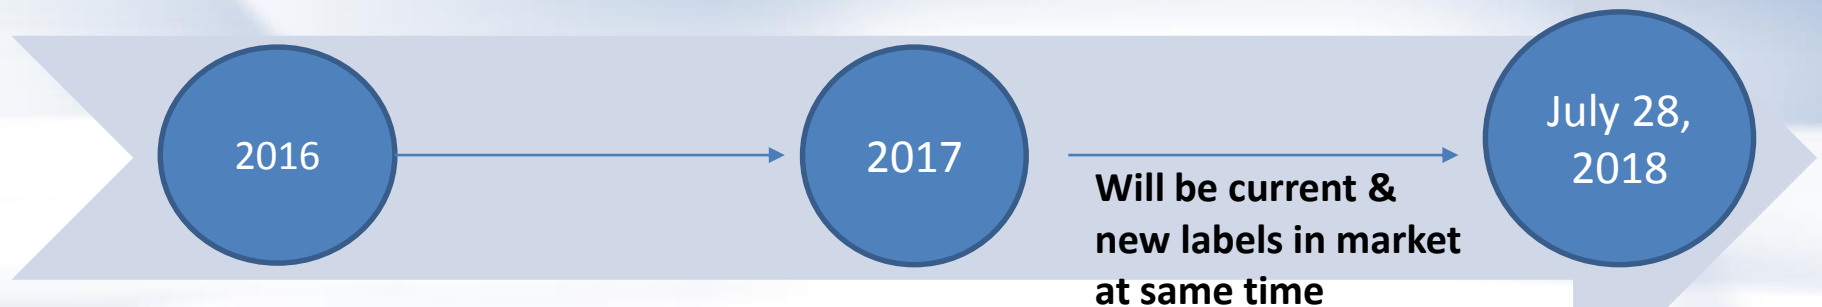 2016
2017
July 28,
2018
Will be current &
new labels in market
at same time